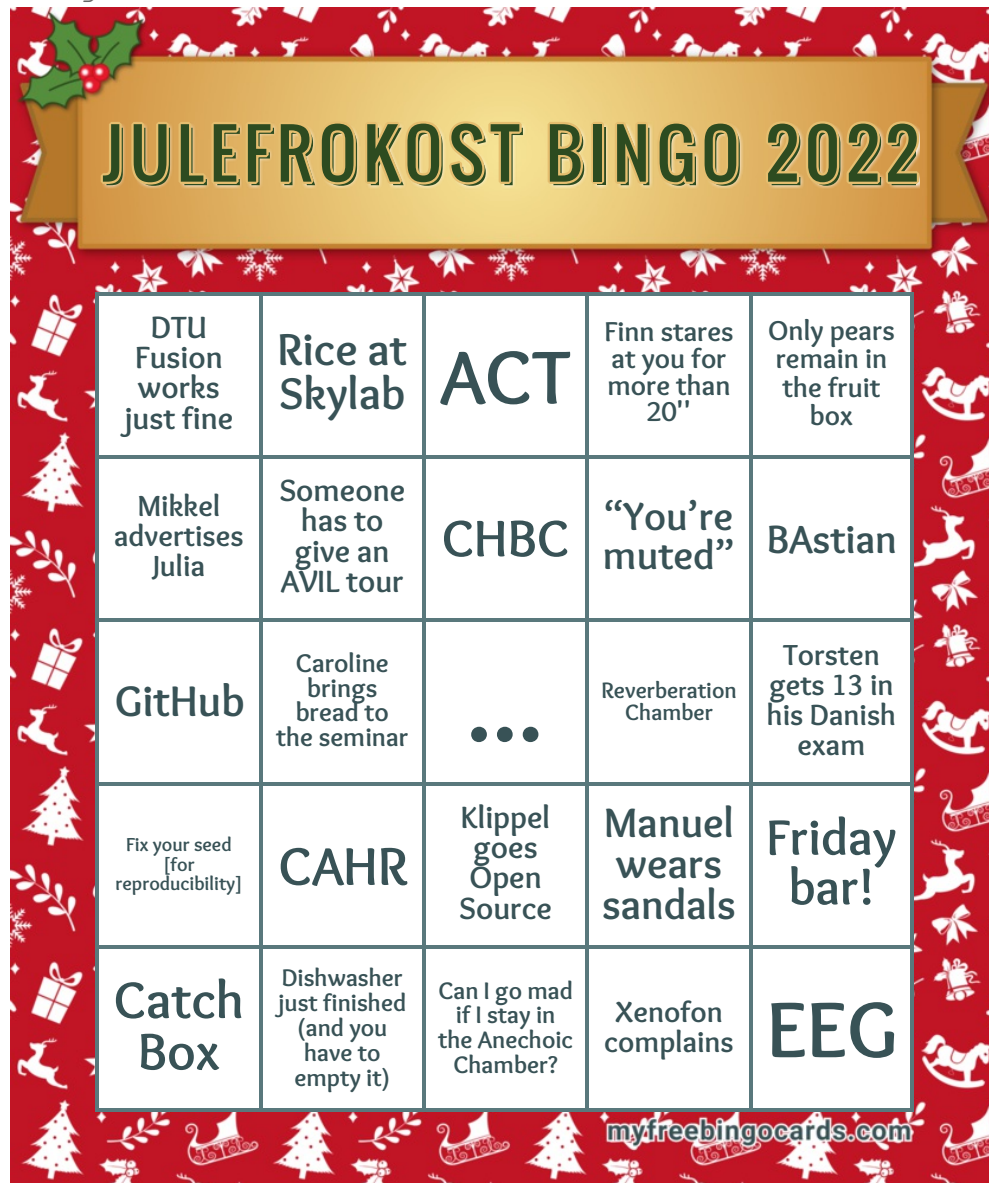 JULEFROKOST BINGO 2022
DTU
Fusion
works
just fine
Rice at
Skylab
ACT
Finn stares
at you for
more than
20''
Only pears
remain in
the fruit
box
Mikkel
advertises
Julia
Someone
has to
give an
AVIL tour
CHBC
“You’re
muted”
BAstian
GitHub
Caroline
brings
bread to
the seminar
...
Reverberation
Chamber
Torsten
gets 13 in
his Danish
exam
Fix your seed
[for
reproducibility]
CAHR
Klippel
goes
Open
Source
Manuel
wears
sandals
Friday
bar!
Catch
Box
Dishwasher
just finished
(and you
have to
empty it)
Can I go mad
if I stay in
the Anechoic
Chamber?
Xenofon
complains
EEG
myfreebingocards.com